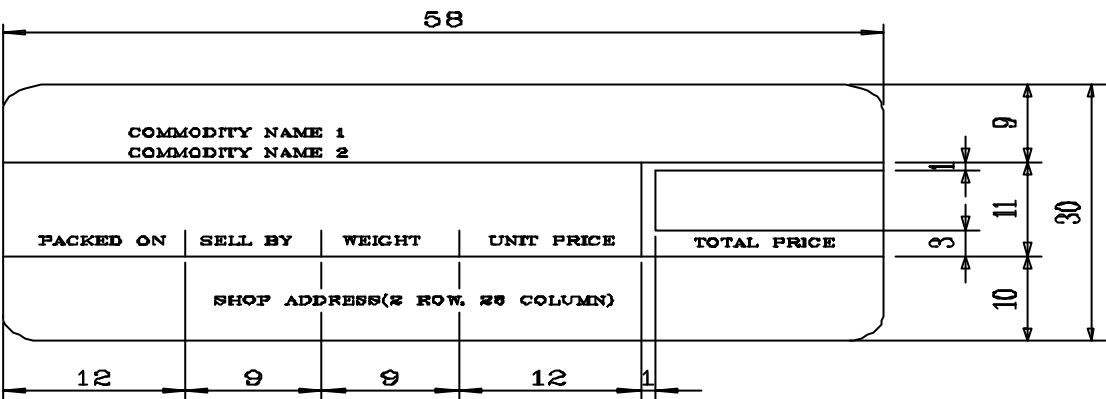 58
COMMODITY NAME 1
COMMODITY NAME 2
9
1
PACKED ON SELL BY WEIGHT UNIT PRICE TOTAL PRICE
11
30
3
SHOP ADDRESS(2 ROW. 28 COLUMN)
10
12 9 9 12 1